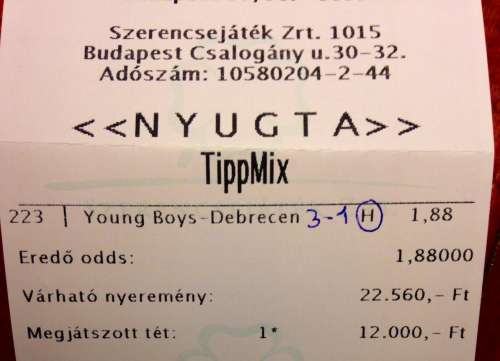 Szerencsejáték Zrt. 1015
Budapest Csalogány u.30-32.
Adószám: 10580204-2-44
<<NYUGTA>>
TippMix
223 | Young Boys-Debrecen 3-1 H 1,88
Eredő odds: 1,88000
Várható nyeremény: 22.560,- Ft
Megjátszott tét: 1* 12.000,- Ft